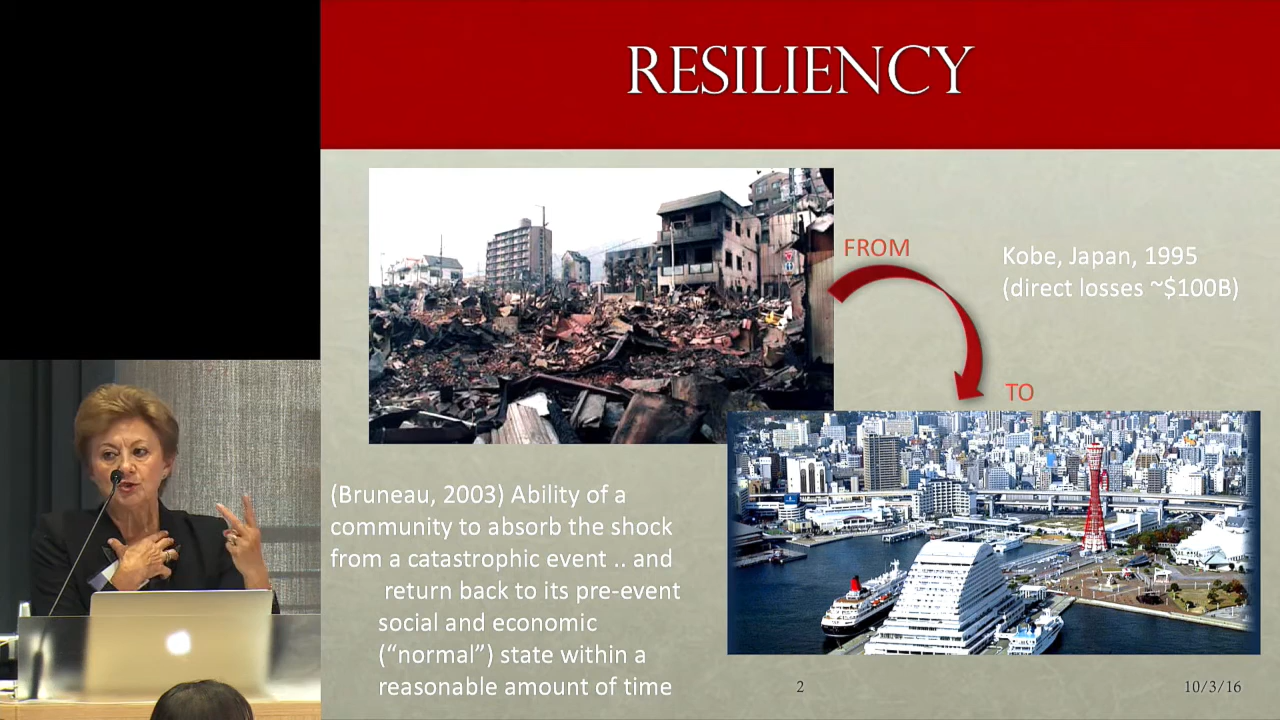 RESILIENCY
FROM
Kobe, Japan, 1995
(direct losses ~$100B)
TO
(Bruneau, 2003) Ability of a
community to absorb the shock
from a catastrophic event .. and
return back to its pre-event
social and economic
(“normal”) state within a
reasonable amount of time
2
10/3/16